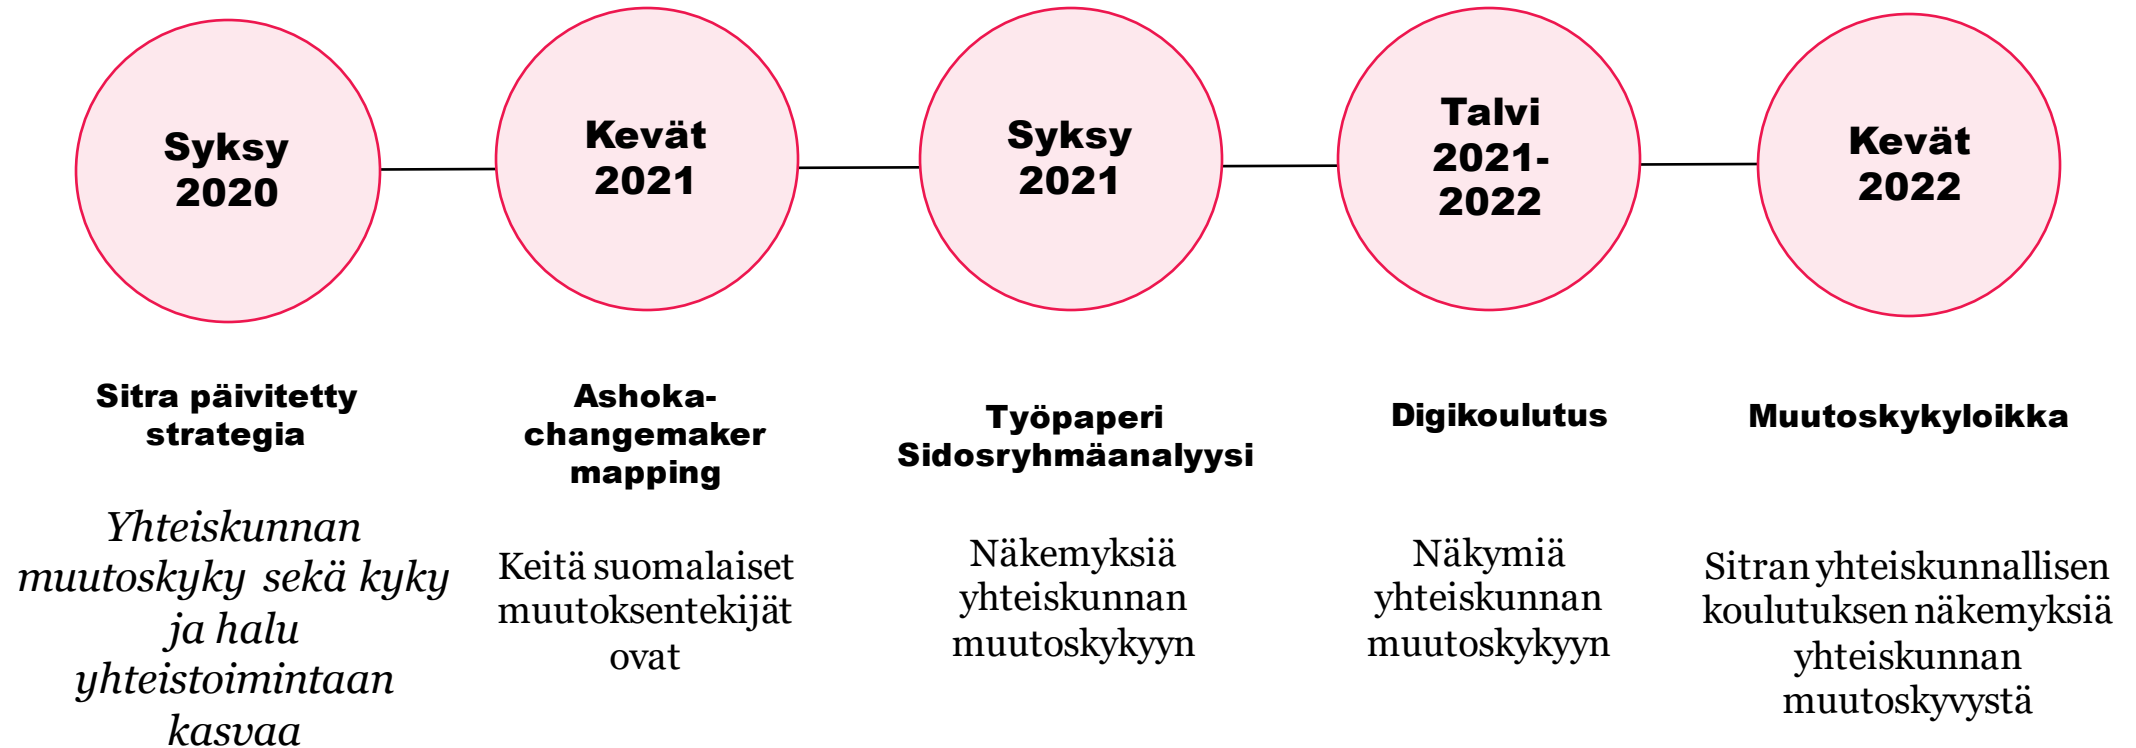 Syksy
2020
Kevät
2021
Syksy
2021
Talvi
2021-
2022
Kevät
2022
Sitra päivitetty
strategia
Yhteiskunnan
muutoskyky sekä kyky
ja halu
yhteistoimintaan
kasvaa
Ashoka-
changemaker
mapping
Keitä suomalaiset
muutoksentekijät
ovat
Työpaperi
Sidosryhmäanalyysi
Näkemyksiä
yhteiskunnan
muutoskykyyn
Digikoulutus
Näkymiä
yhteiskunnan
muutoskykyyn
Muutoskykyloikka
Sitran yhteiskunnallisen
koulutuksen näkemyksiä
yhteiskunnan
muutoskyvystä